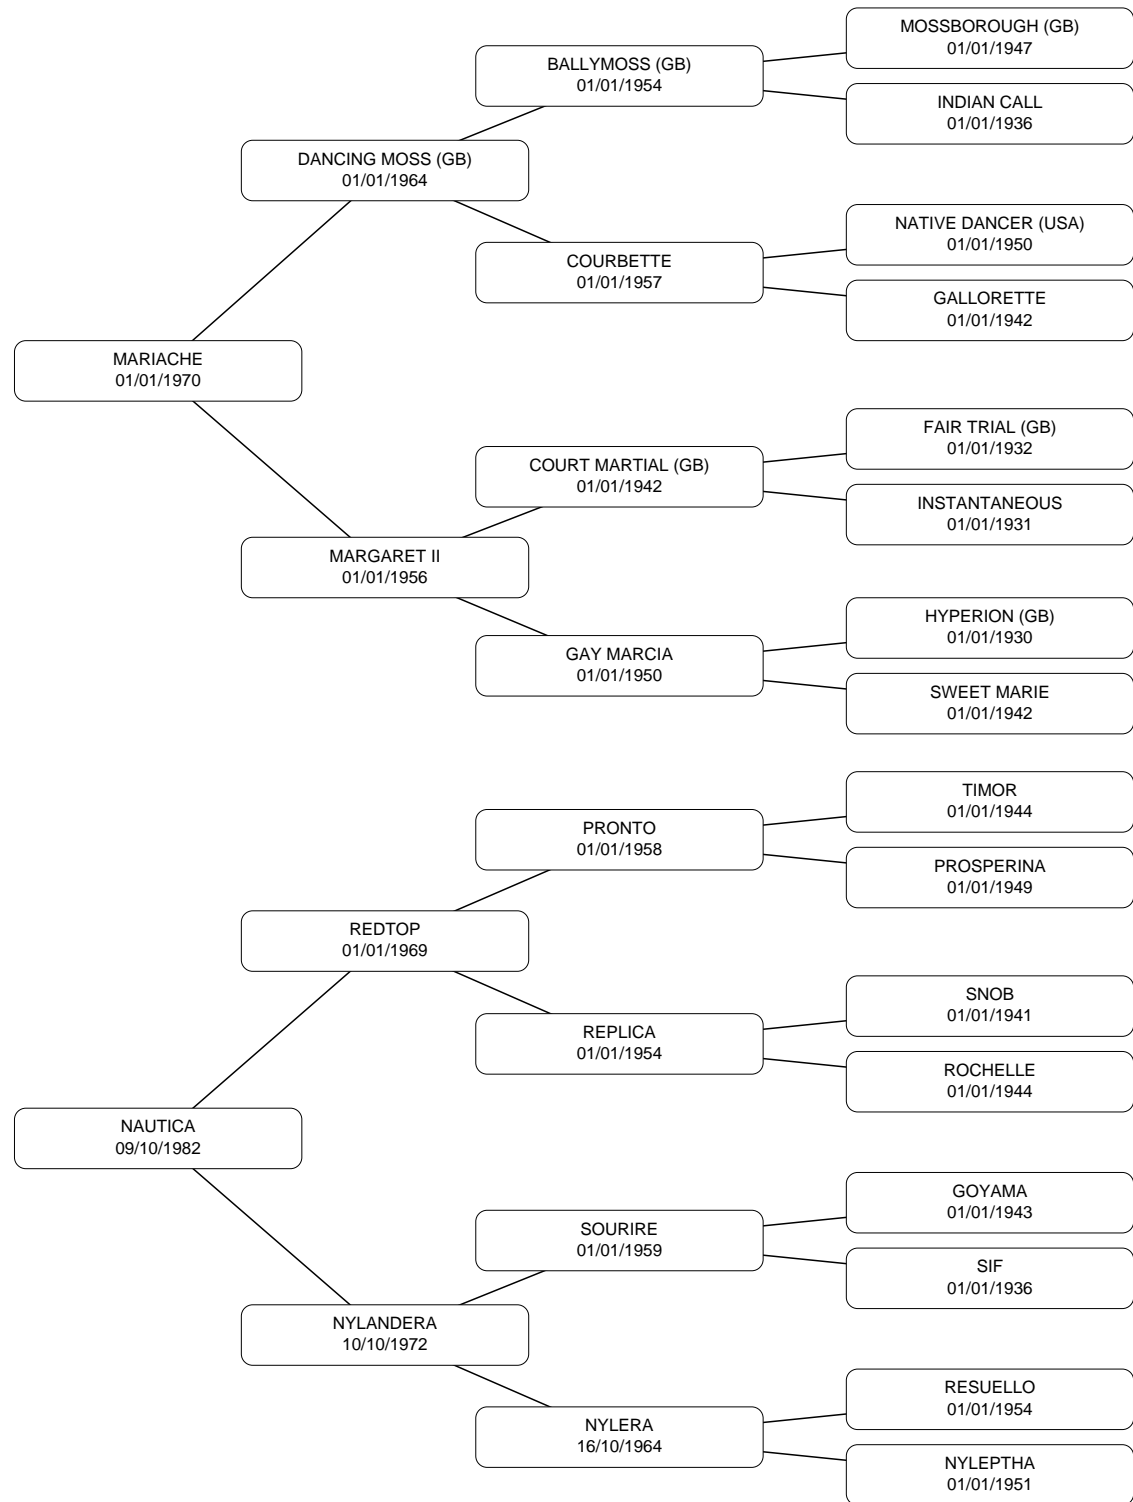 MOSSBOROUGH (GB)
01/01/1947
BALLYMOSS (GB)
01/01/1954
INDIAN CALL
01/01/1936
DANCING MOSS (GB)
01/01/1964
NATIVE DANCER (USA)
01/01/1950
COURBETTE
01/01/1957
GALLORETTE
01/01/1942
MARIACHE
01/01/1970
FAIR TRIAL (GB)
01/01/1932
COURT MARTIAL (GB)
01/01/1942
INSTANTANEOUS
01/01/1931
MARGARET II
01/01/1956
HYPERION (GB)
01/01/1930
GAY MARCIA
01/01/1950
SWEET MARIE
01/01/1942
TIMOR
01/01/1944
PRONTO
01/01/1958
PROSPERINA
01/01/1949
REDTOP
01/01/1969
SNOB
01/01/1941
REPLICA
01/01/1954
ROCHELLE
01/01/1944
NAUTICA
09/10/1982
GOYAMA
01/01/1943
SOURIRE
01/01/1959
SIF
01/01/1936
NYLANDERA
10/10/1972
RESUELLO
01/01/1954
NYLERA
16/10/1964
NYLEPTHA
01/01/1951